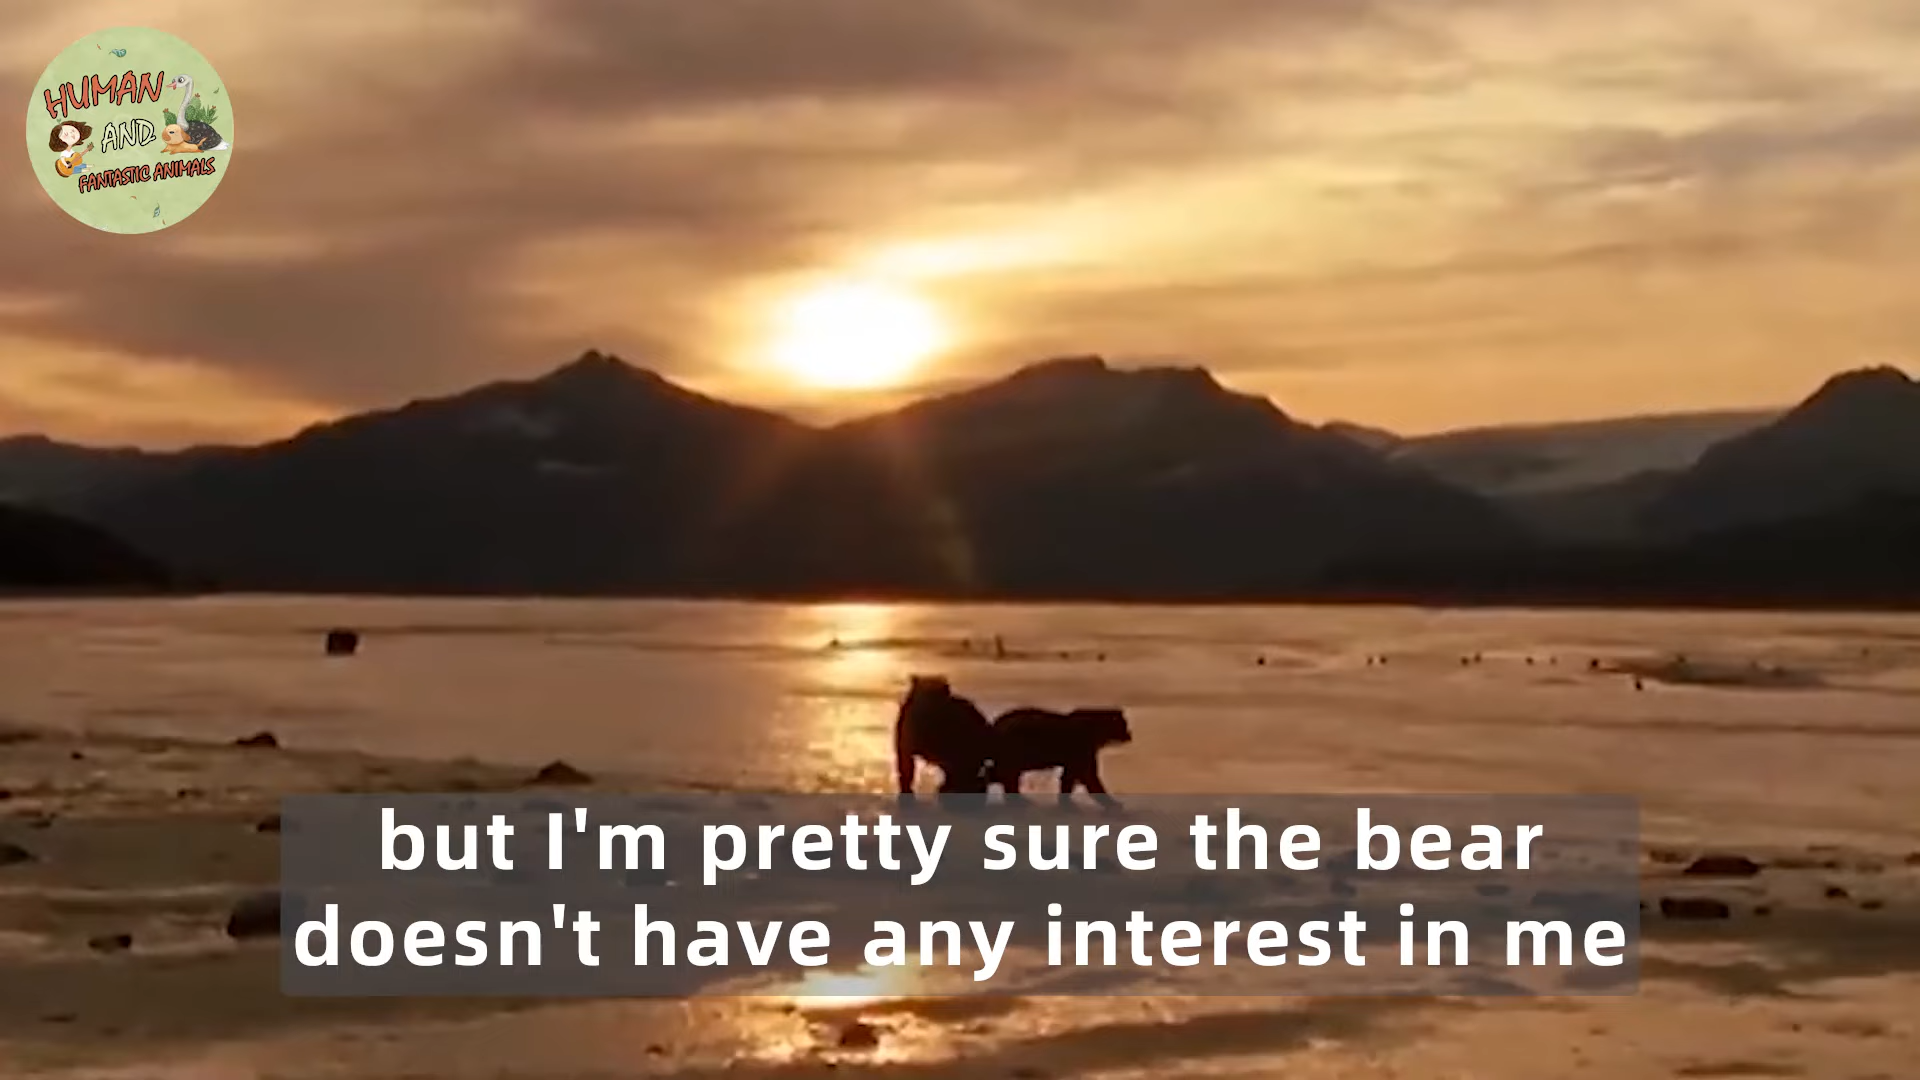 HUMAN
AND
FANTASTIC ANIMALS
but I'm pretty sure the bear
doesn't have any interest in me